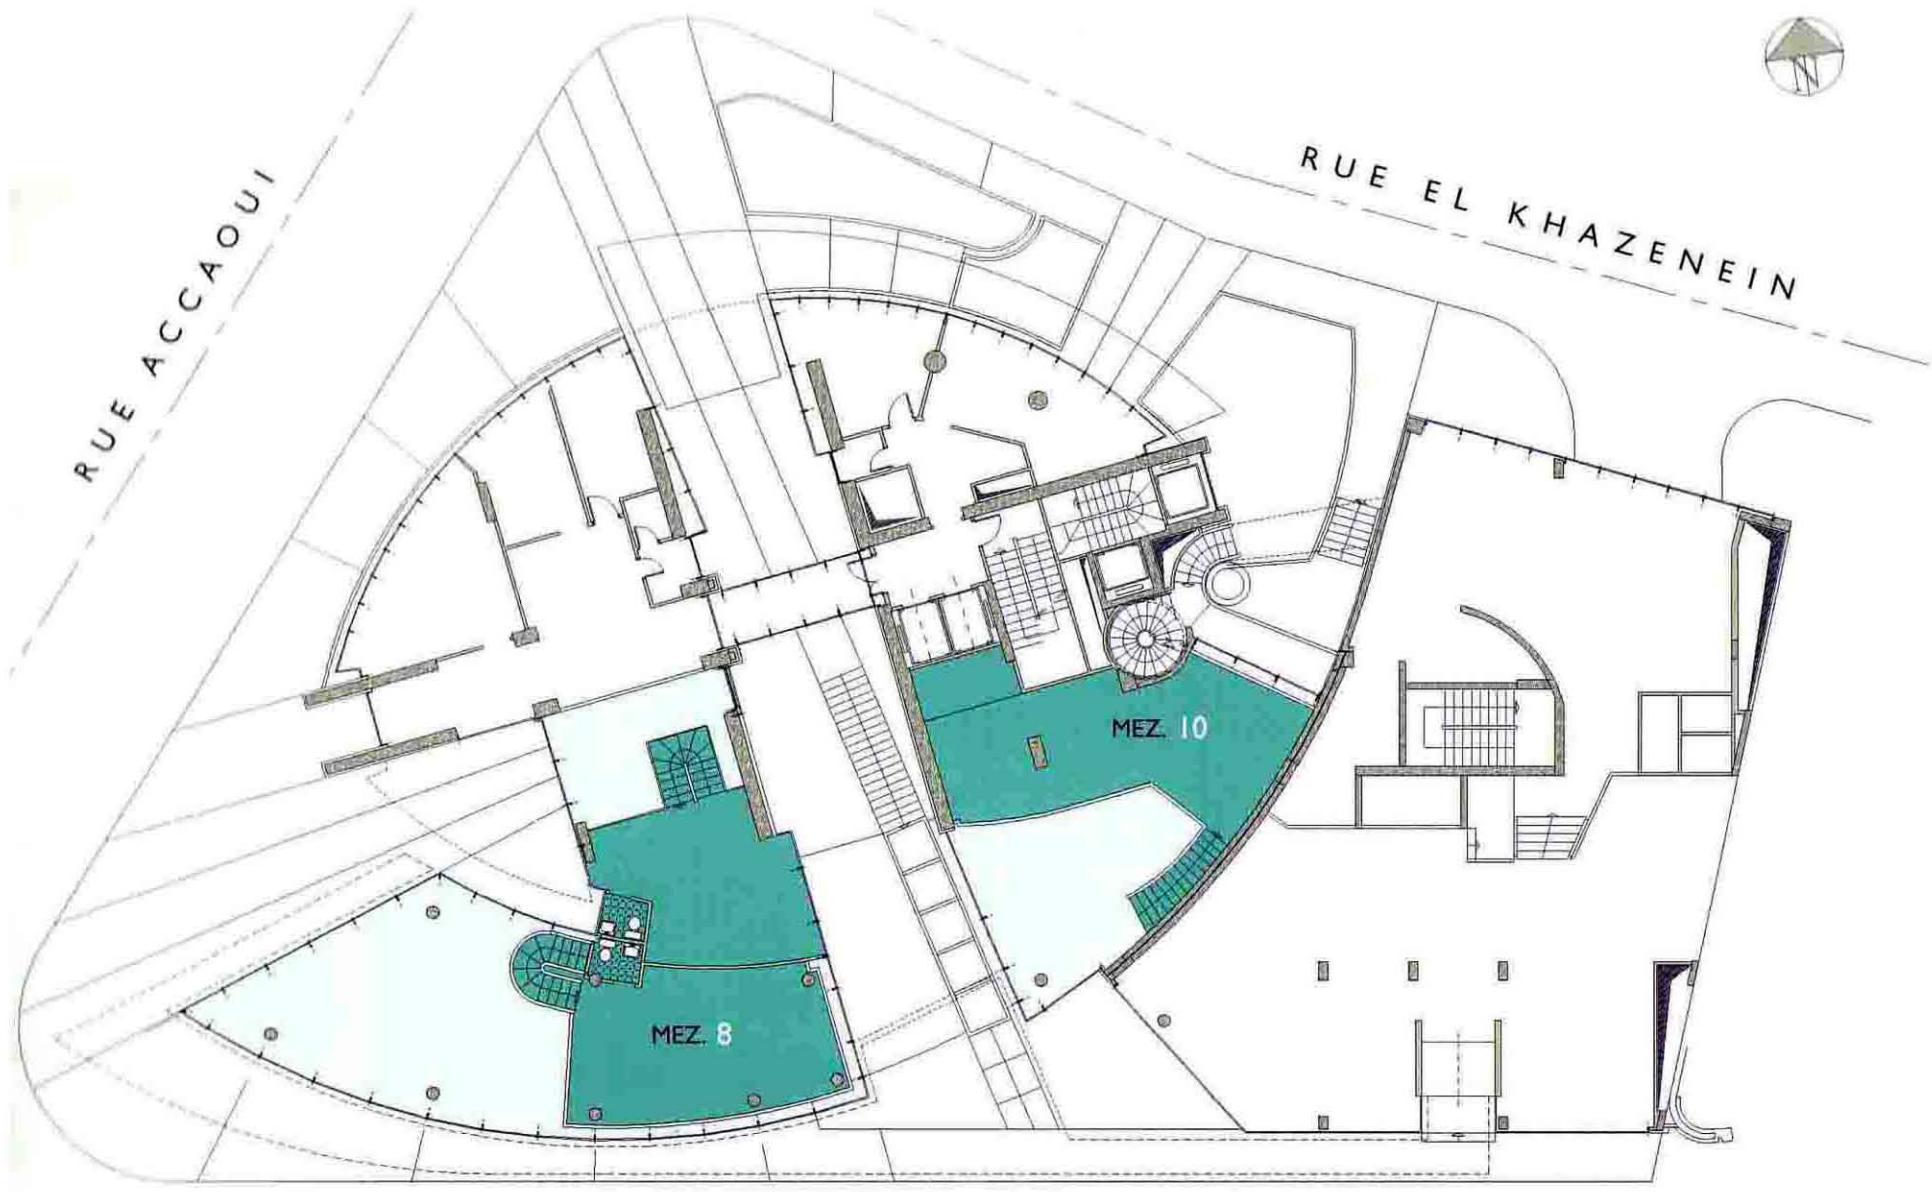 N
RUE ACCAOUI
RUE EL KHAZENEIN
MEZ. 10
MEZ. 8